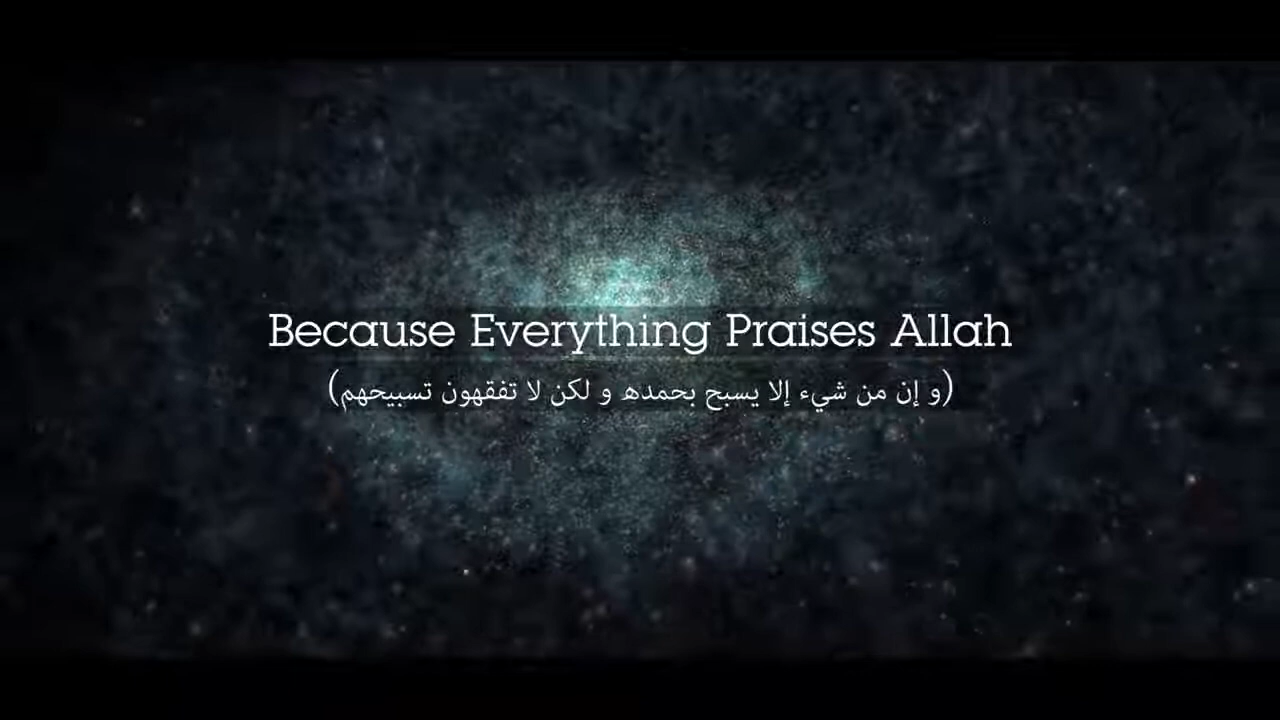 Because Everything Praises Allah
(و إن من شيء إلا يسبح بحمده و لكن لا تفقهون تسبيحهم)